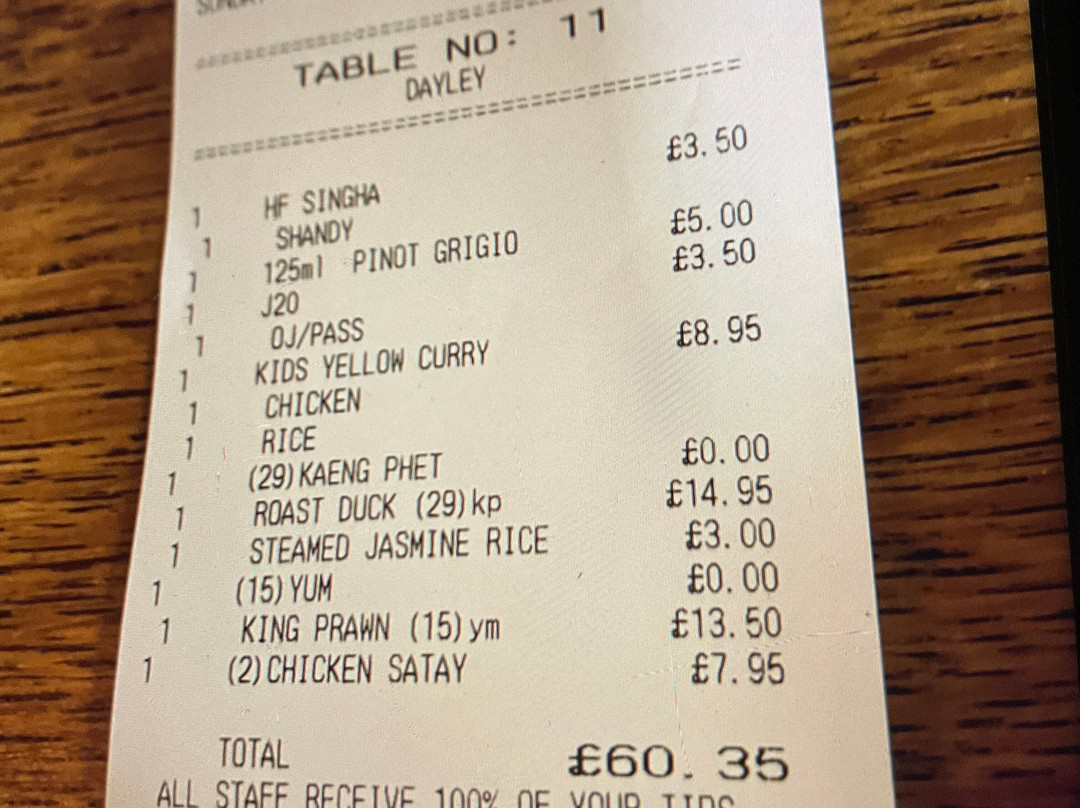 TABLE NO: 11
DAYLEY
1 HF SINGHA £3.50
1 SHANDY
1 125ml PINOT GRIGIO £5.00
1 J20 £3.50
1 OJ/PASS
1 KIDS YELLOW CURRY £8.95
1 CHICKEN
1 RICE
1 (29)KAENG PHET £0.00
1 ROAST DUCK (29)kp £14.95
1 STEAMED JASMINE RICE £3.00
1 (15)YUM £0.00
1 KING PRAWN (15)ym £13.50
1 (2)CHICKEN SATAY £7.95
TOTAL £60.35
ALL STAFF RECEIVE 100% OF YOUR TIPS